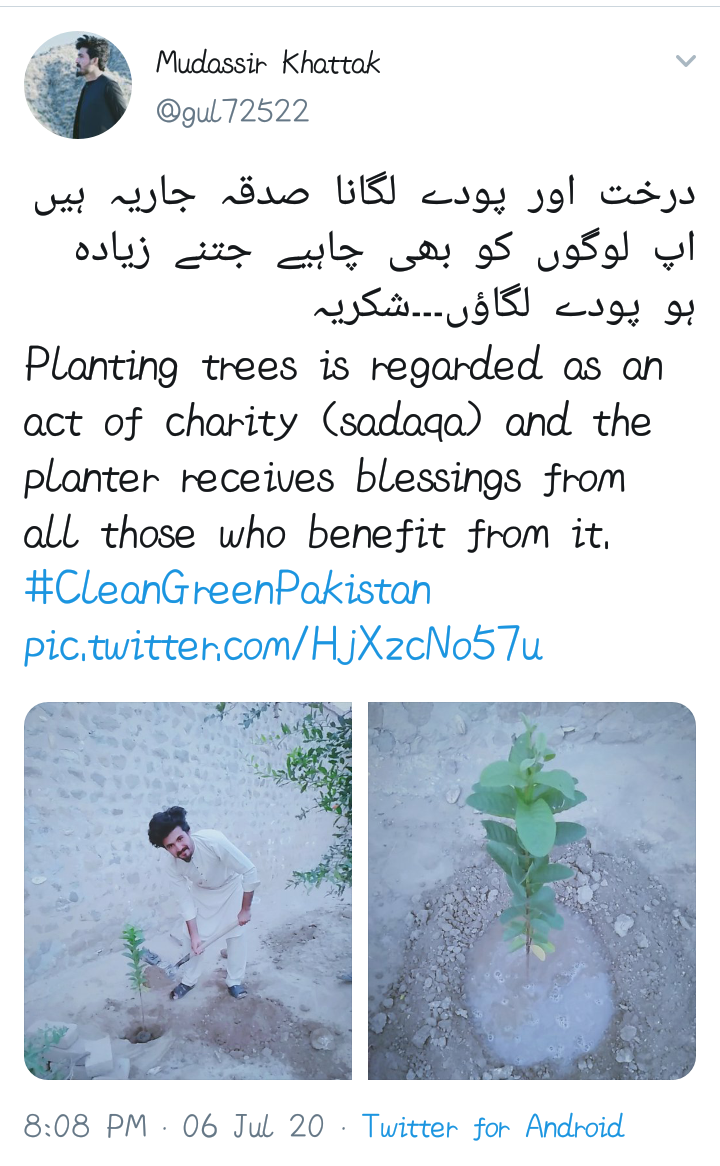 Mudassir Khattak
@gul72522
درخت اور پودے لگانا صدقہ جاریہ ہیں
اپ لوگوں کو بھی چاہیے جتنے زیادہ
ہو پودے لگاؤں...شکریہ
Planting trees is regarded as an
act of charity (sadaqa) and the
planter receives blessings from
all those who benefit from it.
#CleanGreenPakistan
pic.twitter.com/HjXzcNo57u
8:08 PM · 06 Jul 20 · Twitter for Android